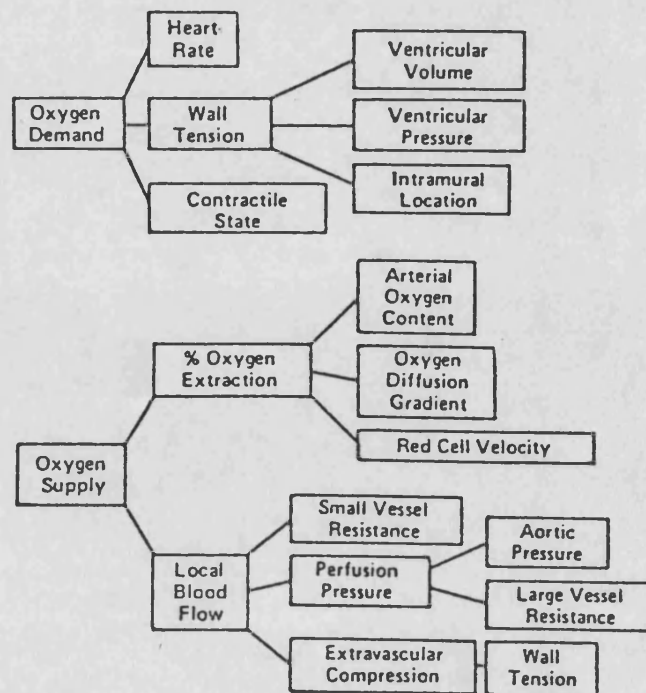 Heart
Rate
Oxygen
Demand
Wall
Tension
Contractile
State
Ventricular
Volume
Ventricular
Pressure
Intramural
Location
Oxygen
Supply
% Oxygen
Extraction
Arterial
Oxygen
Content
Oxygen
Diffusion
Gradient
Red Cell Velocity
Local
Blood
Flow
Small Vessel
Resistance
Perfusion
Pressure
Aortic
Pressure
Large Vessel
Resistance
Extravascular
Compression
Wall
Tension